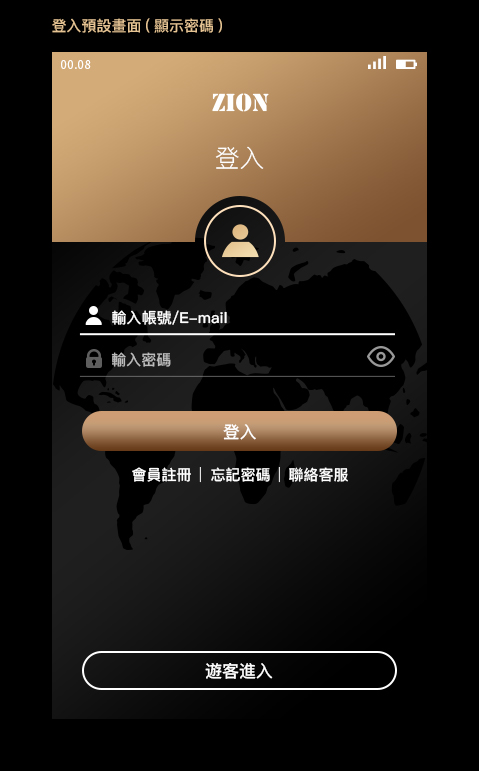 登入預設畫面 ( 顯示密碼 )
00.08
ZION
登入
輸入帳號/E-mail
輸入密碼
登入
會員註冊｜忘記密碼｜聯絡客服
遊客進入